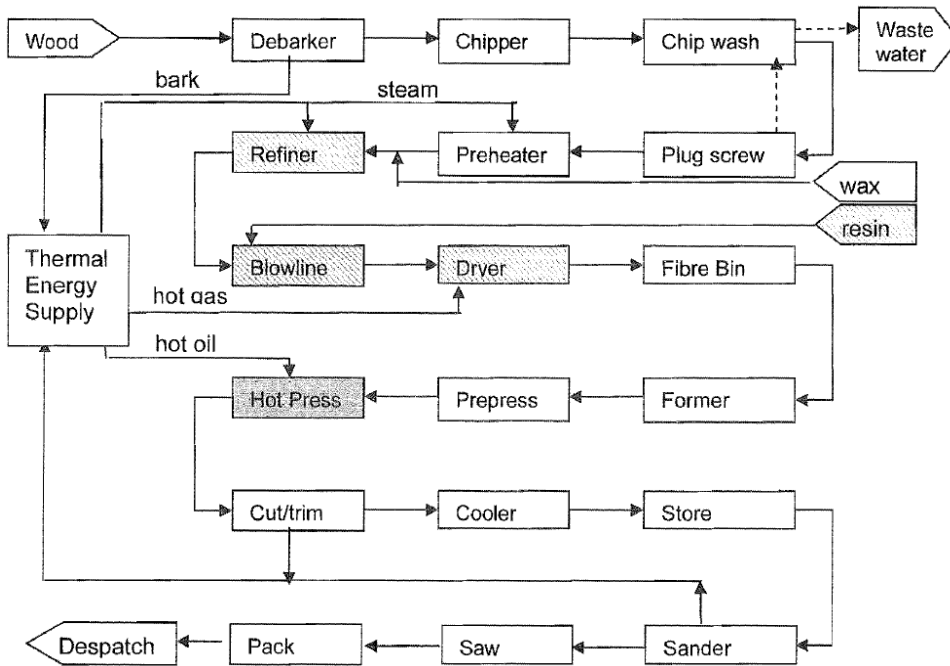 Wood
Debarker
Chipper
Chip wash
Waste
water
bark
steam
Refiner
Preheater
Plug screw
wax
resin
Thermal
Energy
Supply
Blowline
Dryer
Fibre Bin
hot gas
hot oil
Hot Press
Prepress
Former
Cut/trim
Cooler
Store
Despatch
Pack
Saw
Sander